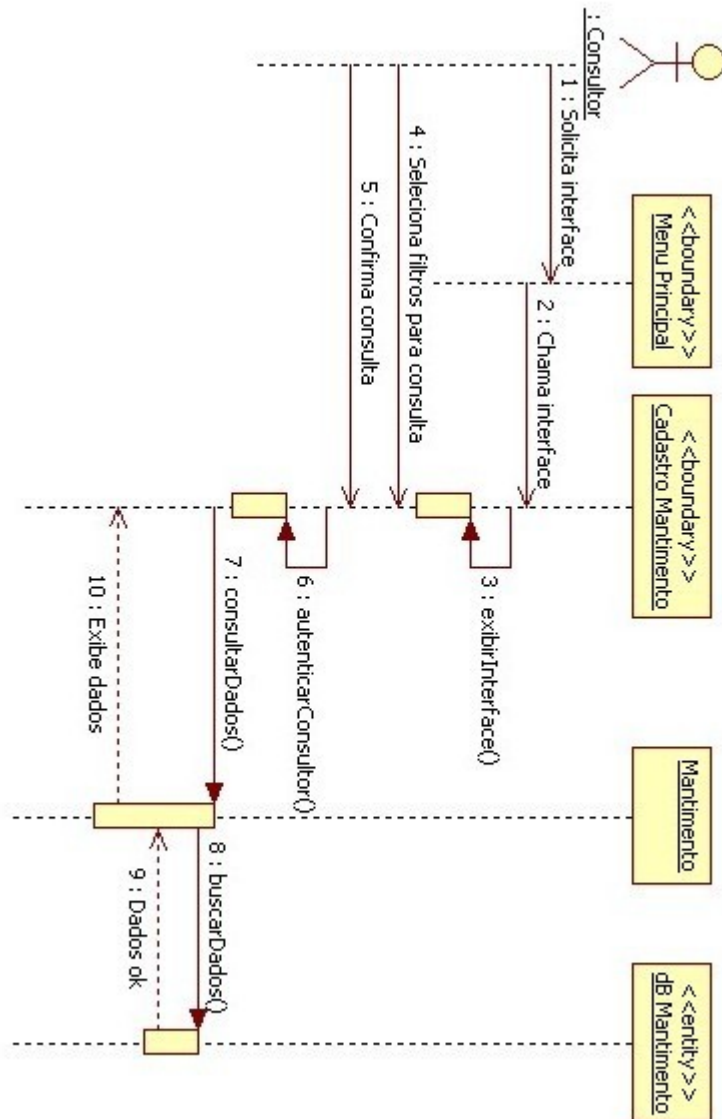 : Consultor
<<boundary>>
Menu Principal
<<boundary>>
Cadastro Mantimento
Mantimento
<<entity>>
dB Mantimento
1 : Solicita interface
2 : Chama interface
3 : exibirInterface()
4 : Seleciona filtros para consulta
5 : Confirma consulta
6 : autenticarConsultor()
7 : consultarDados()
8 : buscarDados()
9 : Dados ok
10 : Exibe dados